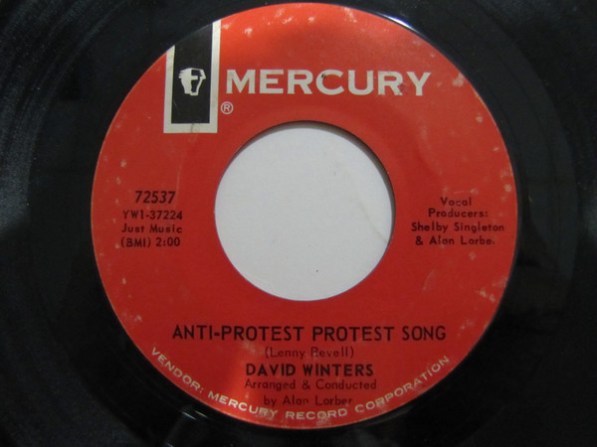 MERCURY
®
72537
YW1-37224
Just Music
(BMI) 2:00
Vocal
Producers:
Shelby Singleton
& Alan Lorber
ANTI-PROTEST PROTEST SONG
(Lenny Revell)
DAVID WINTERS
Arranged & Conducted
by Alan Lorber
VENDOR: MERCURY RECORD CORPORATION